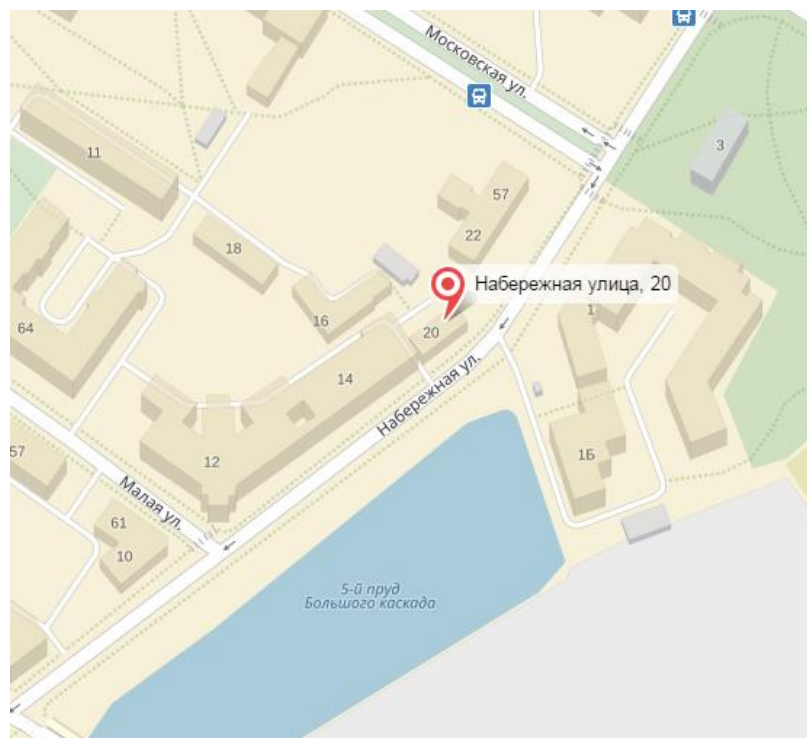 Московская ул.
11
3
57
22
18
Набережная улица, 20
16
1
20
64
14
Набережная ул.
57
12
1Б
Малая ул.
61
10
5-й пруд
Большого каскада